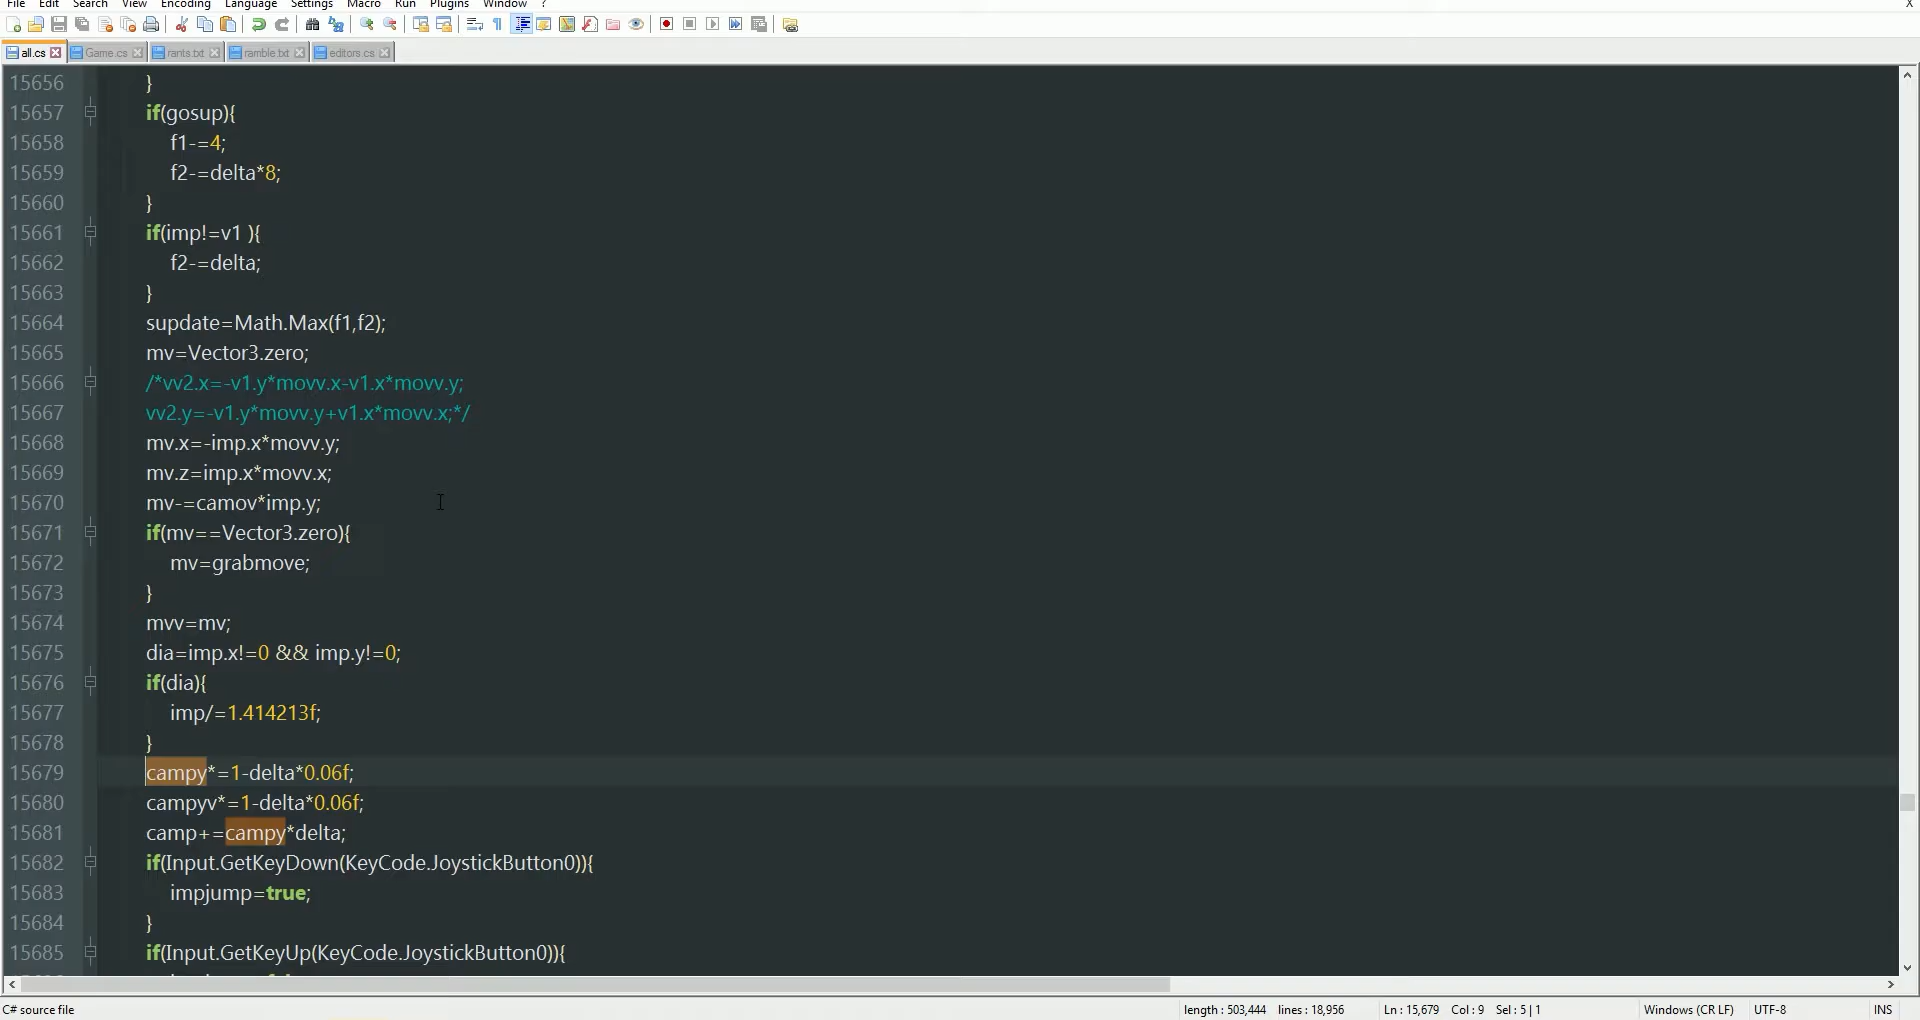 File Edit Search View Encoding Language Settings Macro Run Plugins Window ? X
all.cs Game.cs rants.txt ramble.txt editors.cs
15656 }
15657 if(gosup){
15658 f1-=4;
15659 f2-=delta*8;
15660 }
15661 if(imp!=v1 ){
15662 f2-=delta;
15663 }
15664 supdate=Math.Max(f1,f2);
15665 mv=Vector3.zero;
15666 /*vv2.x=-v1.y*movv.x-v1.x*movv.y;
15667 vv2.y=-v1.y*movv.y+v1.x*movv.x;*/
15668 mv.x=-imp.x*movv.y;
15669 mv.z=imp.x*movv.x;
15670 mv-=camov*imp.y;
15671 if(mv==Vector3.zero){
15672 mv=grabmove;
15673 }
15674 mvv=mv;
15675 dia=imp.x!=0 && imp.y!=0;
15676 if(dia){
15677 imp/=1.414213f;
15678 }
15679 campy*=1-delta*0.06f;
15680 campyv*=1-delta*0.06f;
15681 camp+=campy*delta;
15682 if(Input.GetKeyDown(KeyCode.JoystickButton0)){
15683 impjump=true;
15684 }
15685 if(Input.GetKeyUp(KeyCode.JoystickButton0)){
C# source file length : 503,444 lines : 18,956 Ln : 15,679 Col : 9 Sel : 5 | 1 Windows (CR LF) UTF-8 INS